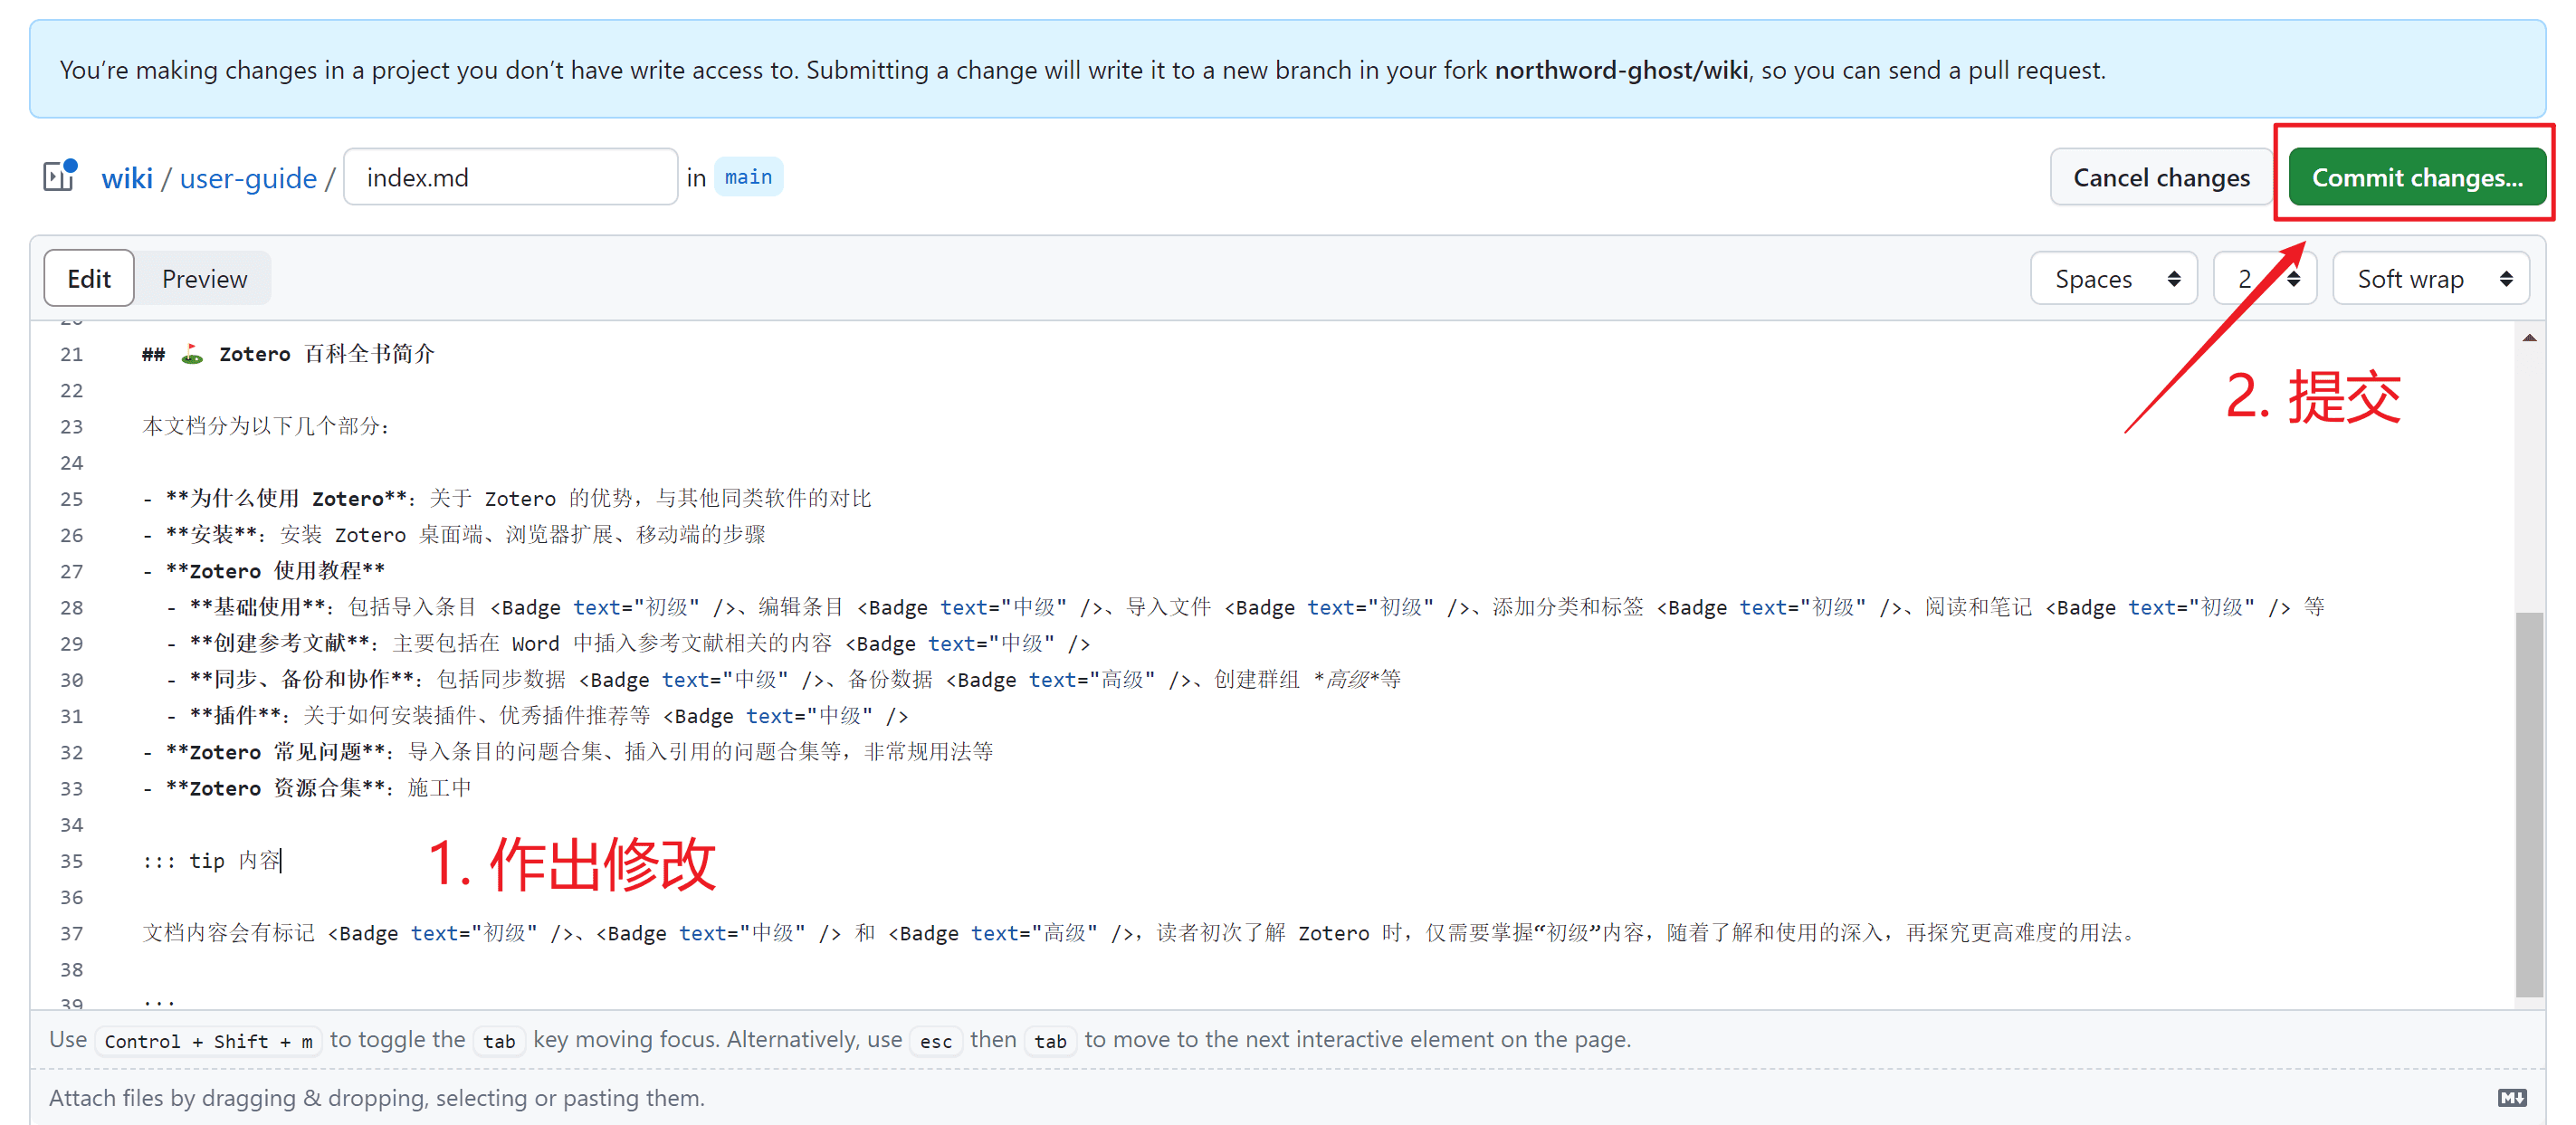 You’re making changes in a project you don’t have write access to. Submitting a change will write it to a new branch in your fork northword-ghost/wiki, so you can send a pull request.
wiki / user-guide / index.md in main Cancel changes Commit changes...
Edit Preview Spaces 2 Soft wrap
21 ## ⛳ Zotero 百科全书简介
22
2. 提交
23 本文档分为以下几个部分：
24
25 - **为什么使用 Zotero**：关于 Zotero 的优势，与其他同类软件的对比
26 - **安装**：安装 Zotero 桌面端、浏览器扩展、移动端的步骤
27 - **Zotero 使用教程**
28 - **基础使用**：包括导入条目 <Badge text="初级" />、编辑条目 <Badge text="中级" />、导入文件 <Badge text="初级" />、添加分类和标签 <Badge text="初级" />、阅读和笔记 <Badge text="初级" /> 等
29 - **创建参考文献**：主要包括在 Word 中插入参考文献相关的内容 <Badge text="中级" />
30 - **同步、备份和协作**：包括同步数据 <Badge text="中级" />、备份数据 <Badge text="高级" />、创建群组 *高级*等
31 - **插件**：关于如何安装插件、优秀插件推荐等 <Badge text="中级" />
32 - **Zotero 常见问题**：导入条目的问题合集、插入引用的问题合集等，非常规用法等
33 - **Zotero 资源合集**：施工中
34
35 ::: tip 内容
1. 作出修改
36
37 文档内容会有标记 <Badge text="初级" />、<Badge text="中级" /> 和 <Badge text="高级" />，读者初次了解 Zotero 时，仅需要掌握“初级”内容，随着了解和使用的深入，再探究更高难度的用法。
38
39
Use Control + Shift + m to toggle the tab key moving focus. Alternatively, use esc then tab to move to the next interactive element on the page.
Attach files by dragging & dropping, selecting or pasting them.